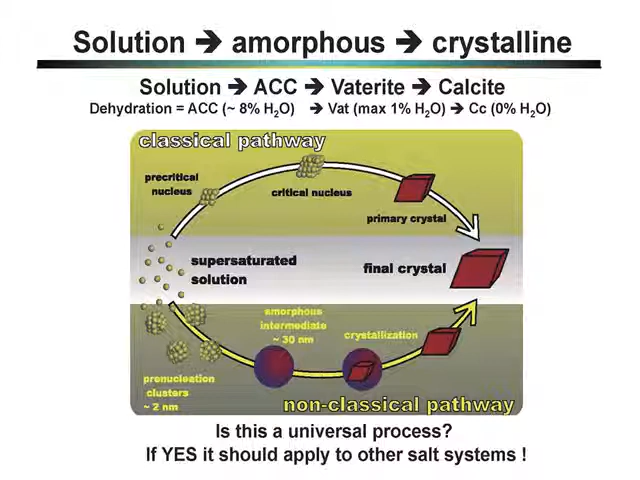 Solution ➔ amorphous ➔ crystalline
Solution ➔ ACC ➔ Vaterite ➔ Calcite
Dehydration = ACC (~ 8% H₂O) ➔ Vat (max 1% H₂O) ➔ Cc (0% H₂O)
classical pathway
precritical
nucleus
critical nucleus
primary crystal
supersaturated
solution
final crystal
amorphous
intermediate
~ 30 nm
crystallization
prenucleation
clusters
~ 2 nm
non-classical pathway
Is this a universal process?
If YES it should apply to other salt systems !